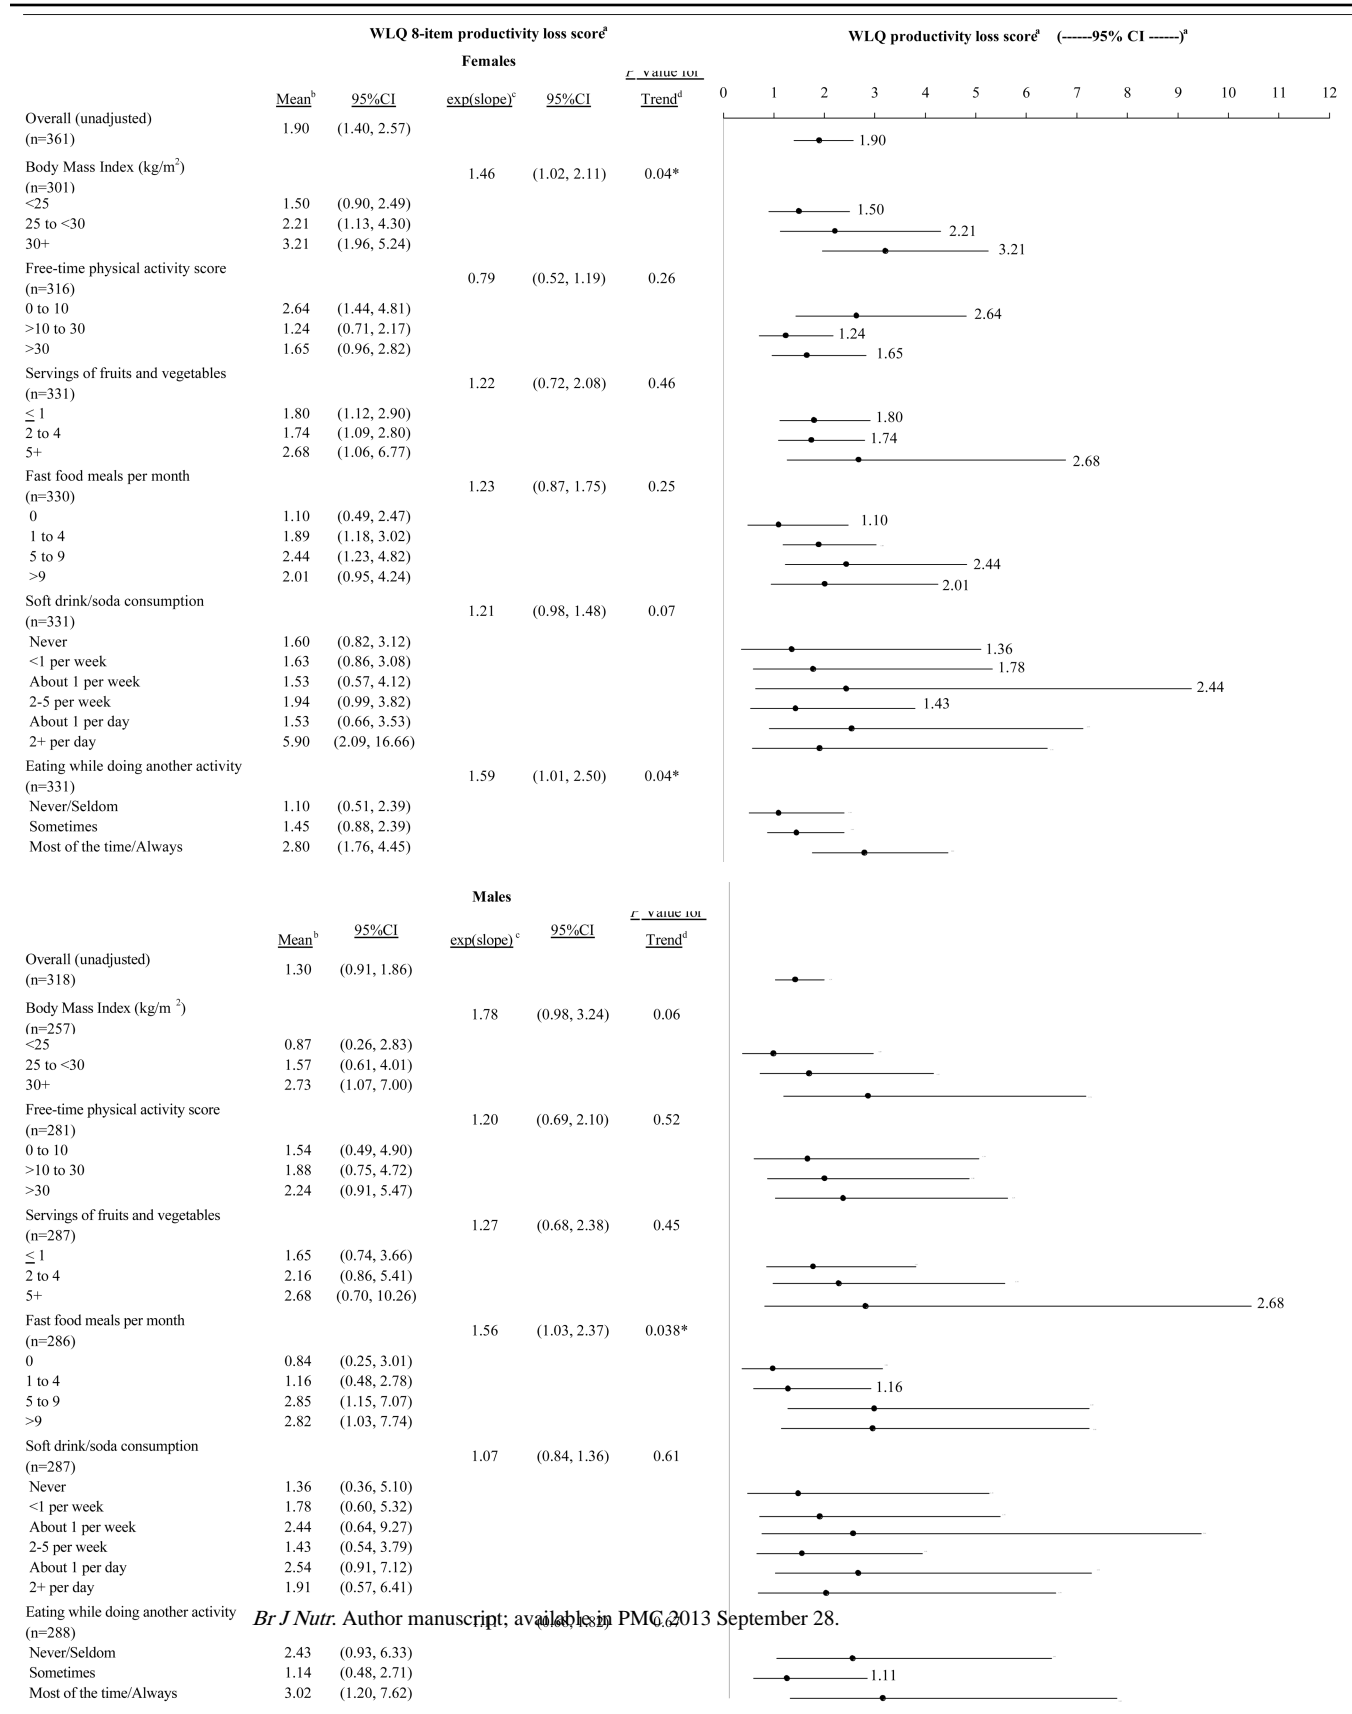 WLQ 8-item productivity loss score^a WLQ productivity loss score^a (------95% CI ------)^a
Females
P Value for
Mean^b 95%CI exp(slope)^c 95%CI Trend^d 0 1 2 3 4 5 6 7 8 9 10 11 12
Overall (unadjusted)
(n=361) 1.90 (1.40, 2.57) 1.90
Body Mass Index (kg/m^2)
(n=301) 1.46 (1.02, 2.11) 0.04*
<25 1.50 (0.90, 2.49) 1.50
25 to <30 2.21 (1.13, 4.30) 2.21
30+ 3.21 (1.96, 5.24) 3.21
Free-time physical activity score
(n=316) 0.79 (0.52, 1.19) 0.26
0 to 10 2.64 (1.44, 4.81) 2.64
>10 to 30 1.24 (0.71, 2.17) 1.24
>30 1.65 (0.96, 2.82) 1.65
Servings of fruits and vegetables
(n=331) 1.22 (0.72, 2.08) 0.46
≤ 1 1.80 (1.12, 2.90) 1.80
2 to 4 1.74 (1.09, 2.80) 1.74
5+ 2.68 (1.06, 6.77) 2.68
Fast food meals per month
(n=330) 1.23 (0.87, 1.75) 0.25
0 1.10 (0.49, 2.47) 1.10
1 to 4 1.89 (1.18, 3.02)
5 to 9 2.44 (1.23, 4.82) 2.44
>9 2.01 (0.95, 4.24) 2.01
Soft drink/soda consumption
(n=331) 1.21 (0.98, 1.48) 0.07
Never 1.60 (0.82, 3.12) 1.36
<1 per week 1.63 (0.86, 3.08) 1.78
About 1 per week 1.53 (0.57, 4.12) 2.44
2-5 per week 1.94 (0.99, 3.82) 1.43
About 1 per day 1.53 (0.66, 3.53)
2+ per day 5.90 (2.09, 16.66)
Eating while doing another activity
(n=331) 1.59 (1.01, 2.50) 0.04*
Never/Seldom 1.10 (0.51, 2.39)
Sometimes 1.45 (0.88, 2.39)
Most of the time/Always 2.80 (1.76, 4.45)
Males
P Value for
Mean^b 95%CI exp(slope)^c 95%CI Trend^d
Overall (unadjusted)
(n=318) 1.30 (0.91, 1.86)
Body Mass Index (kg/m^2)
(n=257) 1.78 (0.98, 3.24) 0.06
<25 0.87 (0.26, 2.83)
25 to <30 1.57 (0.61, 4.01)
30+ 2.73 (1.07, 7.00)
Free-time physical activity score
(n=281) 1.20 (0.69, 2.10) 0.52
0 to 10 1.54 (0.49, 4.90)
>10 to 30 1.88 (0.75, 4.72)
>30 2.24 (0.91, 5.47)
Servings of fruits and vegetables
(n=287) 1.27 (0.68, 2.38) 0.45
≤ 1 1.65 (0.74, 3.66)
2 to 4 2.16 (0.86, 5.41)
5+ 2.68 (0.70, 10.26) 2.68
Fast food meals per month
(n=286) 1.56 (1.03, 2.37) 0.038*
0 0.84 (0.25, 3.01)
1 to 4 1.16 (0.48, 2.78) 1.16
5 to 9 2.85 (1.15, 7.07)
>9 2.82 (1.03, 7.74)
Soft drink/soda consumption
(n=287) 1.07 (0.84, 1.36) 0.61
Never 1.36 (0.36, 5.10)
<1 per week 1.78 (0.60, 5.32)
About 1 per week 2.44 (0.64, 9.27)
2-5 per week 1.43 (0.54, 3.79)
About 1 per day 2.54 (0.91, 7.12)
2+ per day 1.91 (0.57, 6.41)
Eating while doing another activity
Br J Nutr. Author manuscript; available in PMC 2013 September 28.
(n=288)
Never/Seldom 2.43 (0.93, 6.33)
Sometimes 1.14 (0.48, 2.71) 1.11
Most of the time/Always 3.02 (1.20, 7.62)